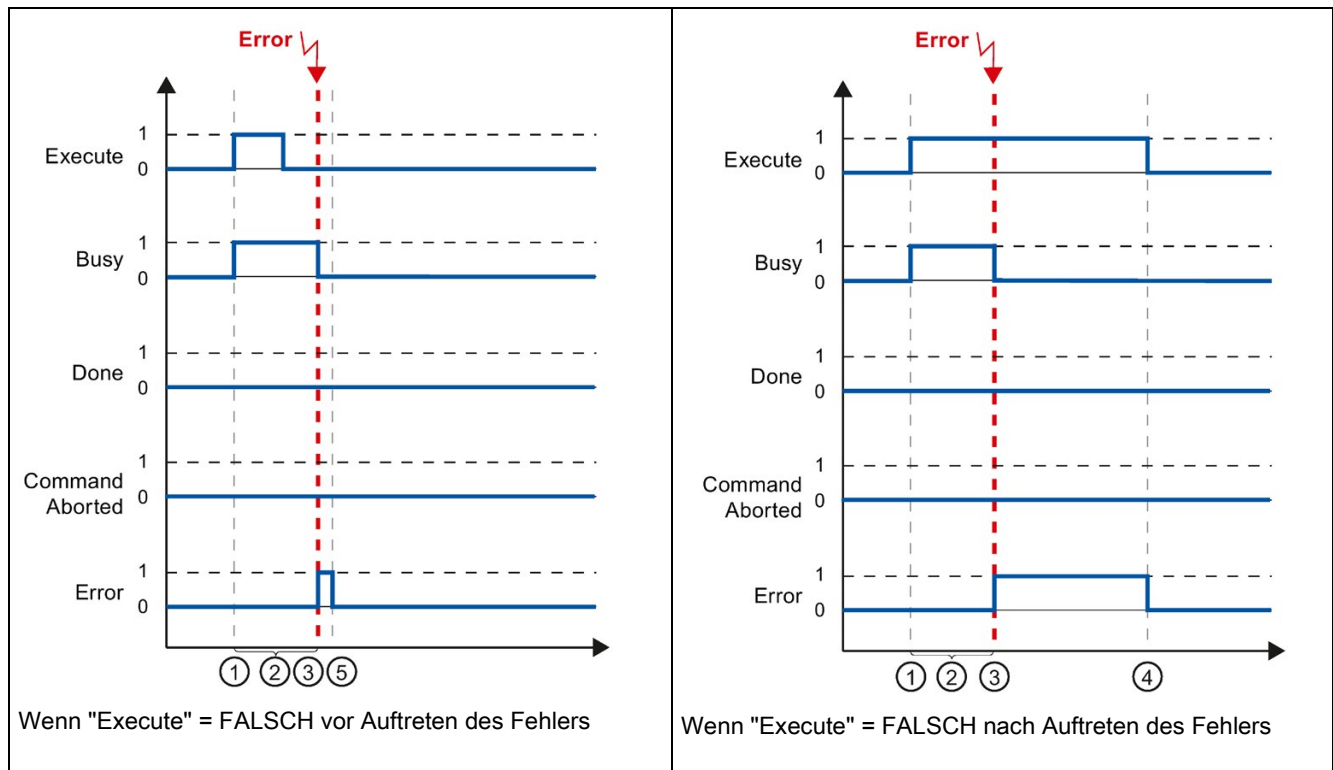 Error
1
Execute
0
1
Busy
0
1
Done
0
1
Command
Aborted
0
1
Error
0
① ② ③ ⑤
Wenn "Execute" = FALSCH vor Auftreten des Fehlers
Error
1
Execute
0
1
Busy
0
1
Done
0
1
Command
Aborted
0
1
Error
0
① ② ③ ④
Wenn "Execute" = FALSCH nach Auftreten des Fehlers